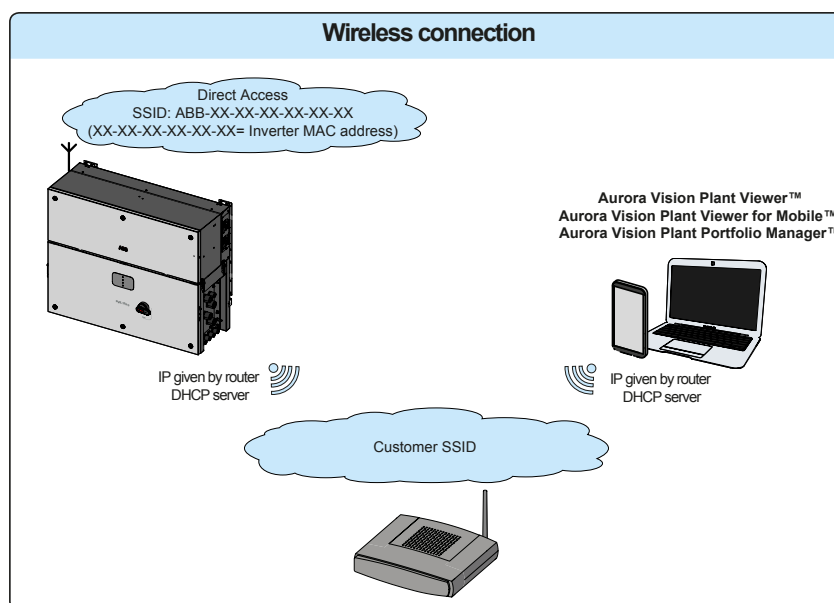 Wireless connection
Direct Access
SSID: ABB-XX-XX-XX-XX-XX-XX
(XX-XX-XX-XX-XX-XX= Inverter MAC address)
Aurora Vision Plant Viewer™
Aurora Vision Plant Viewer for Mobile™
Aurora Vision Plant Portfolio Manager™
ABB
IP given by router
DHCP server
IP given by router
DHCP server
Customer SSID